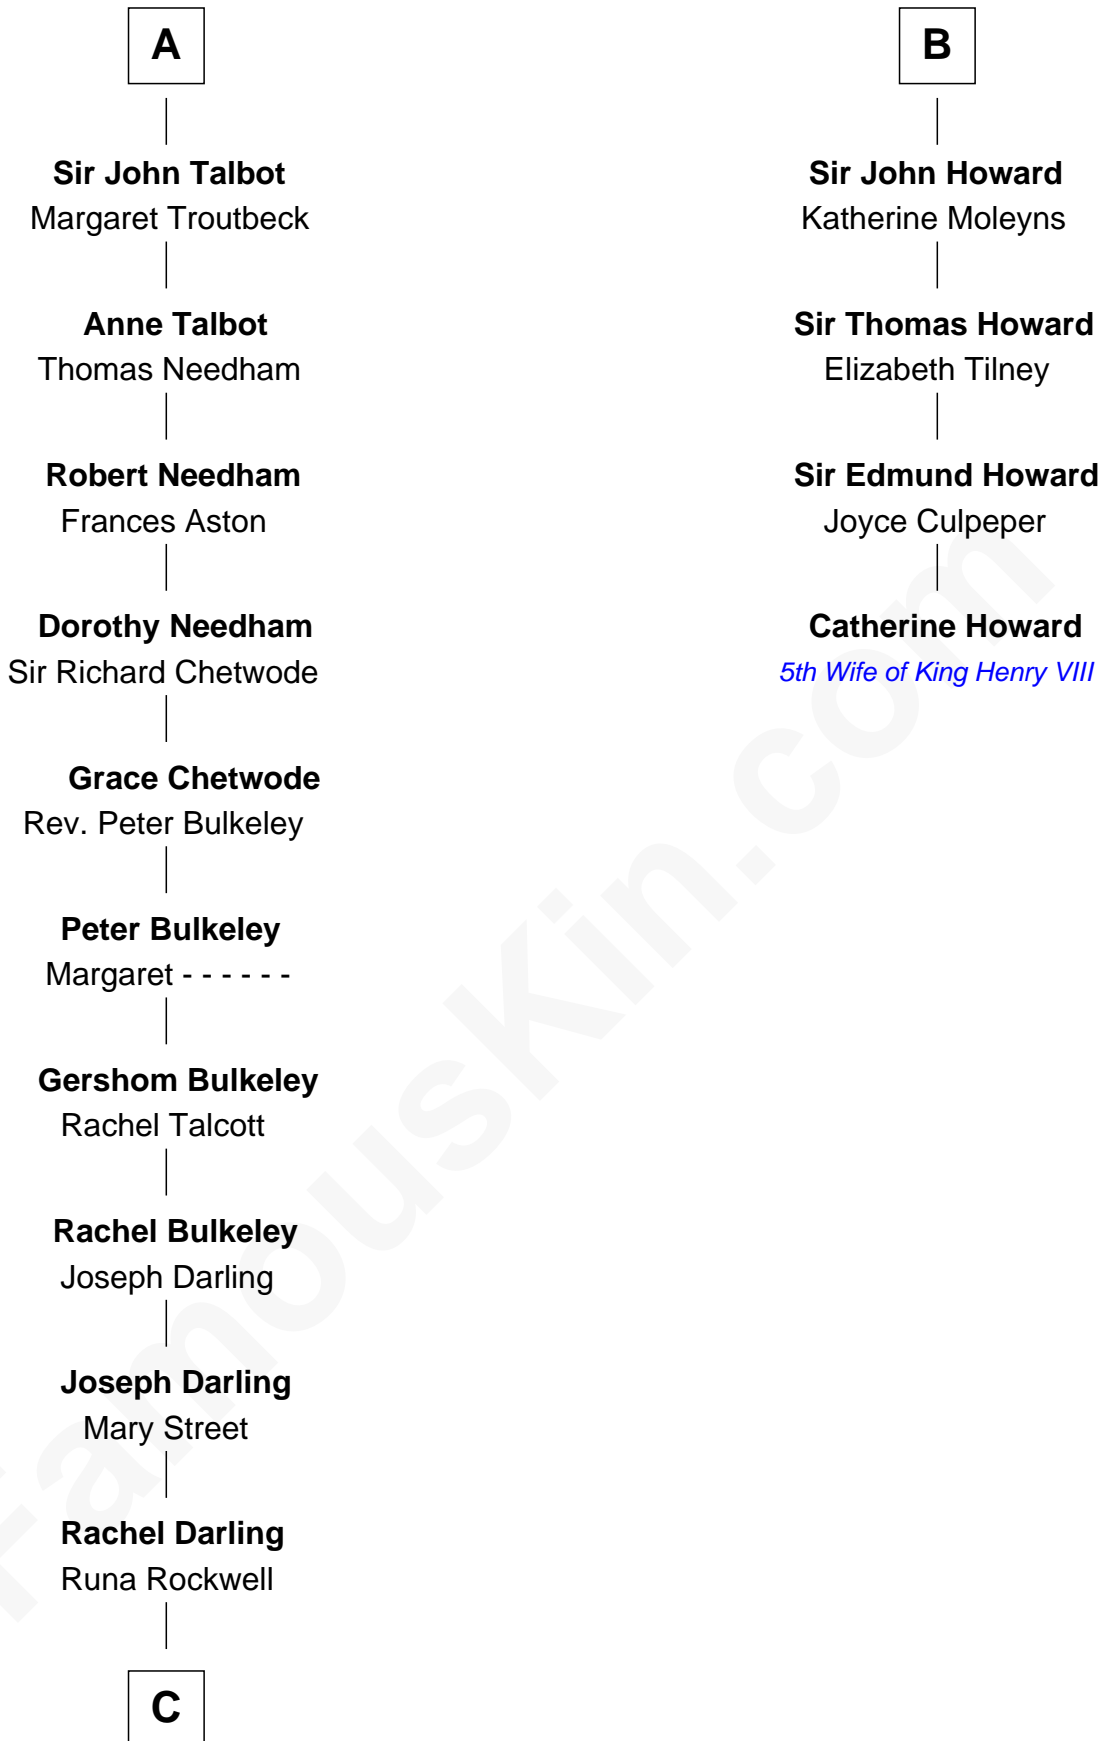 A
Sir John Talbot
Margaret Troutbeck
Anne Talbot
Thomas Needham
Robert Needham
Frances Aston
Dorothy Needham
Sir Richard Chetwode
Grace Chetwode
Rev. Peter Bulkeley
Peter Bulkeley
Margaret - - - - - -
Gershom Bulkeley
Rachel Talcott
Rachel Bulkeley
Joseph Darling
Joseph Darling
Mary Street
Rachel Darling
Runa Rockwell
C
B
Sir John Howard
Katherine Moleyns
Sir Thomas Howard
Elizabeth Tilney
Sir Edmund Howard
Joyce Culpeper
Catherine Howard
5th Wife of King Henry VIII
FamousKin.com